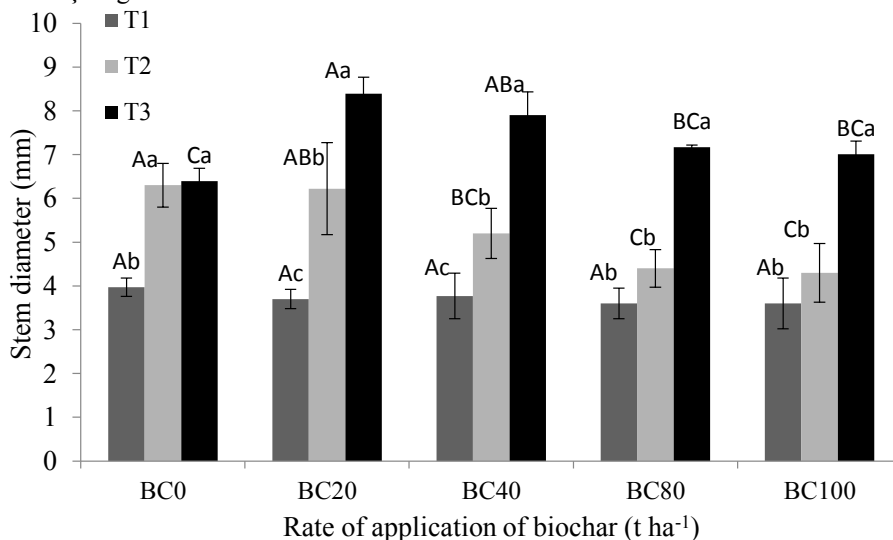 10
9
8
7
6
5
4
3
2
1
0
Stem diameter (mm)
T1
T2
T3
Ab
Aa
Ca
Ac
ABb
Aa
Ac
BCb
ABa
Ab
Cb
BCa
Ab
Cb
BCa
BC0 BC20 BC40 BC80 BC100
Rate of application of biochar (t ha⁻¹)